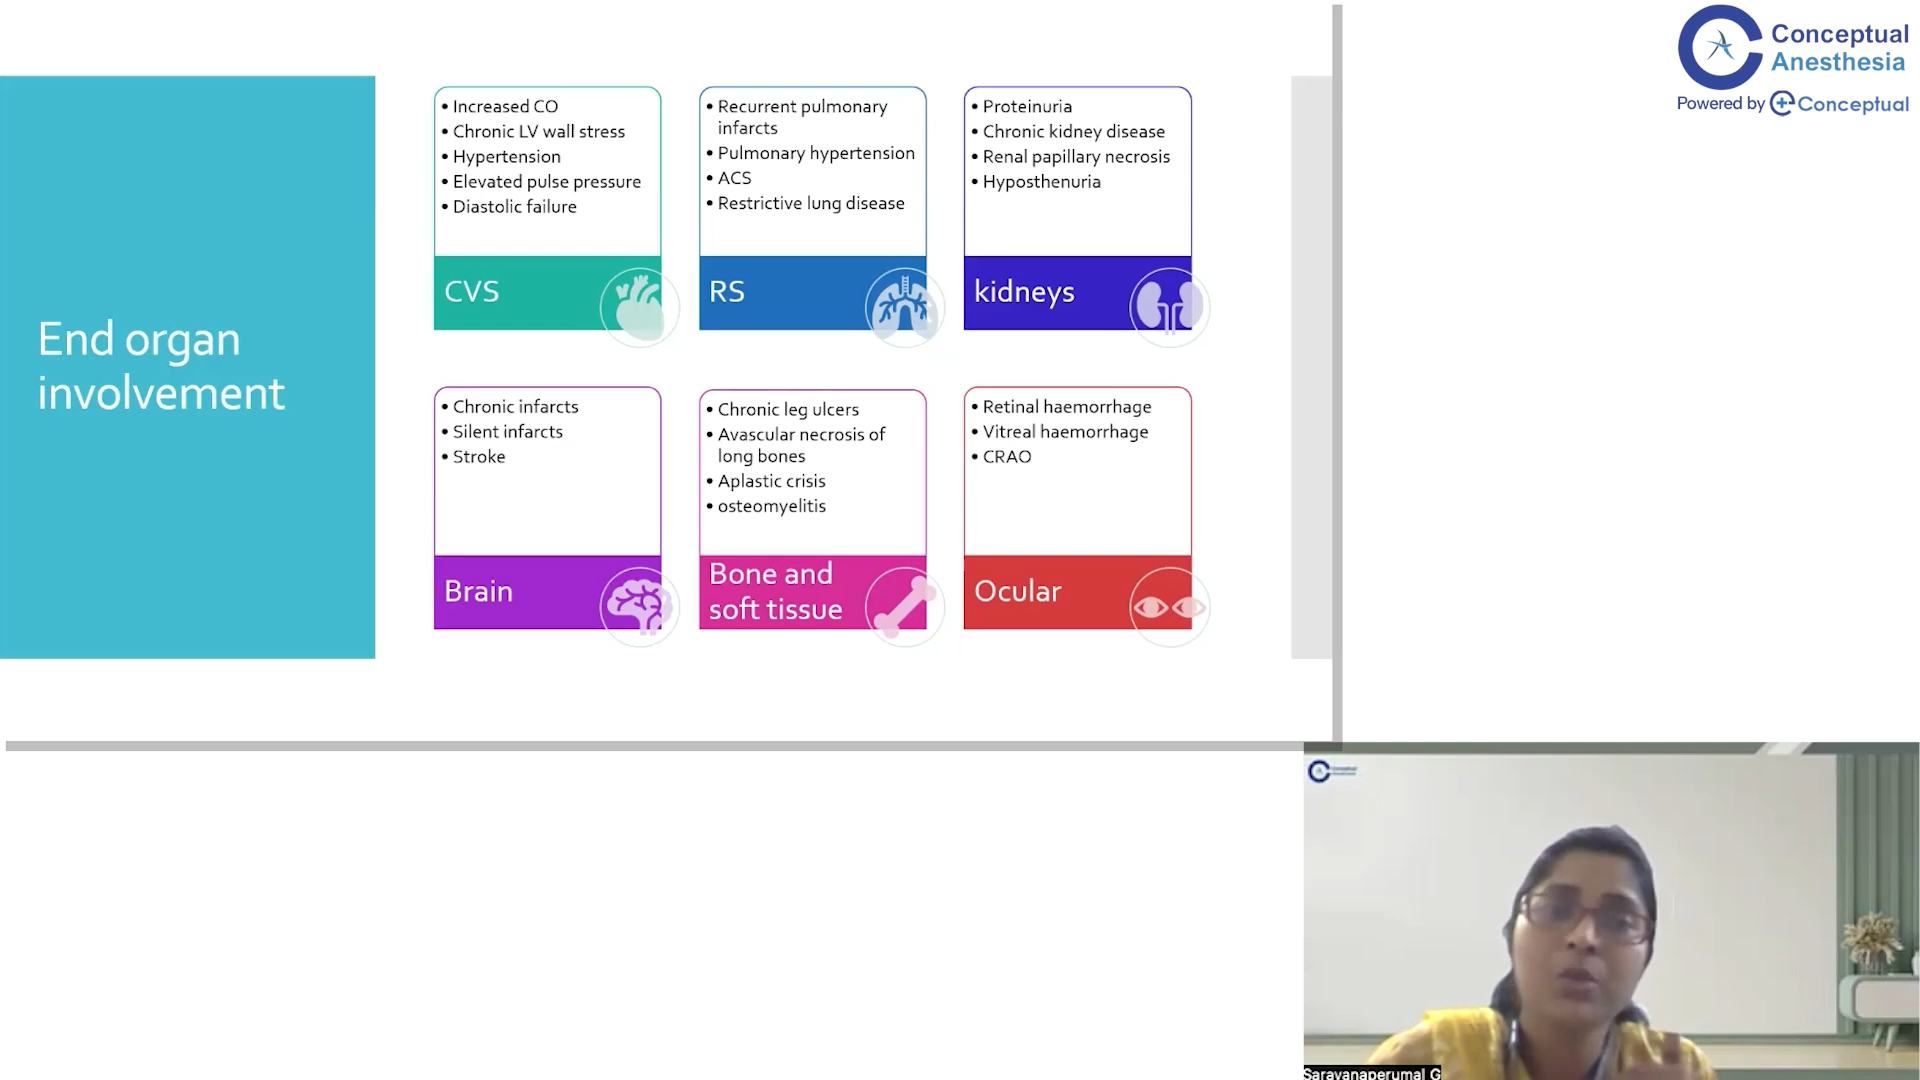 Conceptual
Anesthesia
Powered by Conceptual
End organ
involvement
• Increased CO
• Chronic LV wall stress
• Hypertension
• Elevated pulse pressure
• Diastolic failure
CVS
• Recurrent pulmonary
infarcts
• Pulmonary hypertension
• ACS
• Restrictive lung disease
RS
• Proteinuria
• Chronic kidney disease
• Renal papillary necrosis
• Hyposthenuria
kidneys
• Chronic infarcts
• Silent infarcts
• Stroke
Brain
• Chronic leg ulcers
• Avascular necrosis of
long bones
• Aplastic crisis
• osteomyelitis
Bone and
soft tissue
• Retinal haemorrhage
• Vitreal haemorrhage
• CRAO
Ocular
Conceptual
Anesthesia
Saravanaperumal G